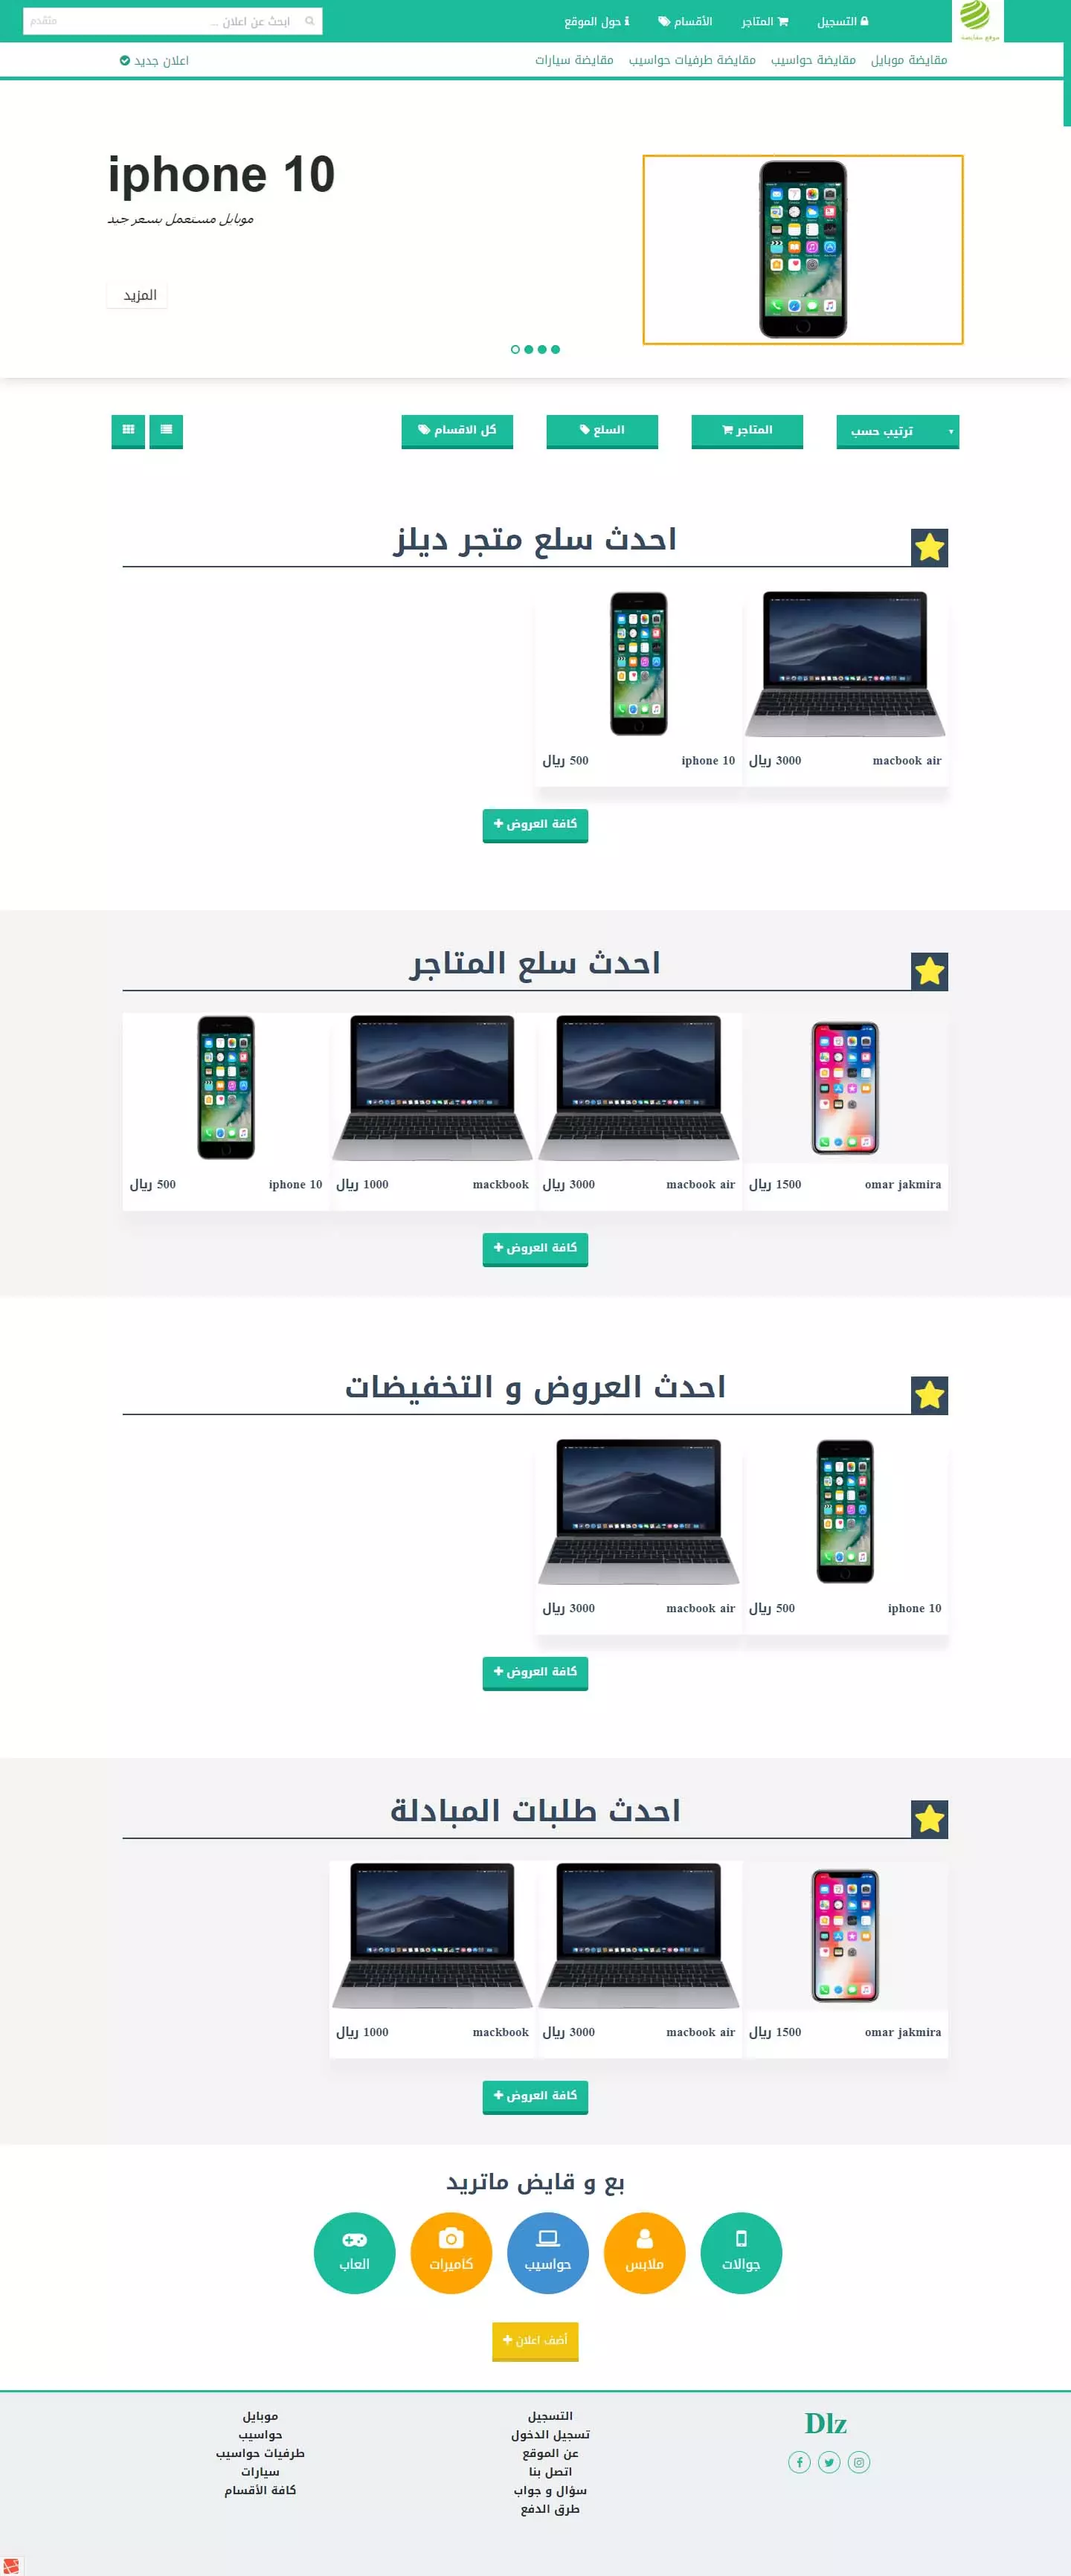 موقع مقايضة
التسجيل
المتاجر
الأقسام
حول الموقع
ابحث عن اعلان ...
متقدم
مقايضة موبايل
مقايضة حواسيب
مقايضة طرفيات حواسيب
مقايضة سيارات
اعلان جديد
iphone 10
موبايل مستعمل بسعر جيد
المزيد
ترتيب حسب
المتاجر
السلع
كل الاقسام
احدث سلع متجر ديلز
macbook air
3000 ريال
iphone 10
500 ريال
كافة العروض
احدث سلع المتاجر
omar jakmira
1500 ريال
macbook air
3000 ريال
mackbook
1000 ريال
iphone 10
500 ريال
كافة العروض
احدث العروض و التخفيضات
iphone 10
500 ريال
macbook air
3000 ريال
كافة العروض
احدث طلبات المبادلة
omar jakmira
1500 ريال
macbook air
3000 ريال
mackbook
1000 ريال
كافة العروض
بع و قايض ماتريد
جوالات
ملابس
حواسيب
كاميرات
العاب
أضف اعلان
Dlz
التسجيل
تسجيل الدخول
عن الموقع
اتصل بنا
سؤال و جواب
طرق الدفع
موبايل
حواسيب
طرفيات حواسيب
سيارات
كافة الأقسام